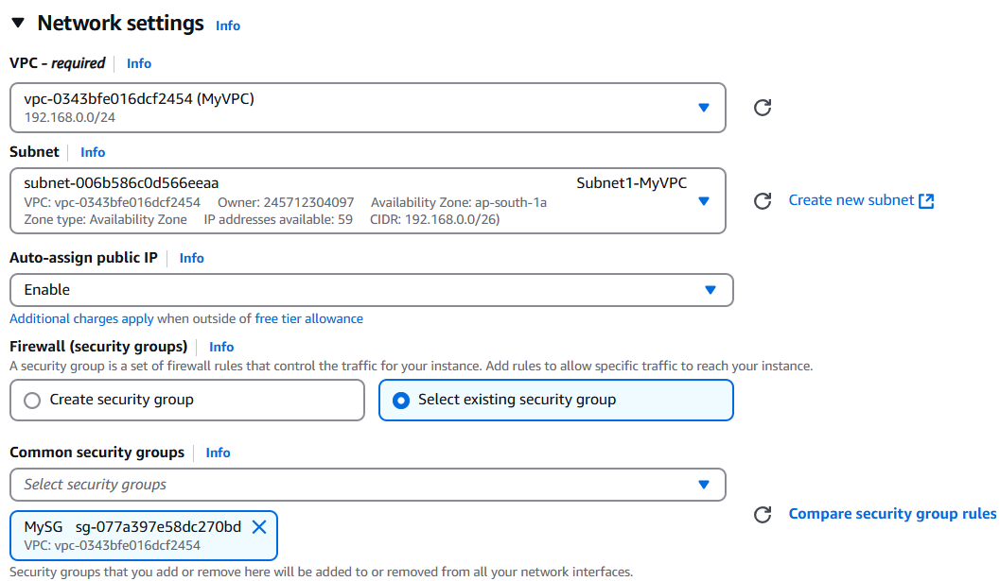 Network settings Info
VPC - required Info
vpc-0343bfe016dcf2454 (MyVPC)
192.168.0.0/24
Subnet Info
subnet-006b586c0d566eeaa Subnet1-MyVPC
VPC: vpc-0343bfe016dcf2454 Owner: 245712304097 Availability Zone: ap-south-1a
Zone type: Availability Zone IP addresses available: 59 CIDR: 192.168.0.0/26)
Create new subnet
Auto-assign public IP Info
Enable
Additional charges apply when outside of free tier allowance
Firewall (security groups) Info
A security group is a set of firewall rules that control the traffic for your instance. Add rules to allow specific traffic to reach your instance.
Create security group Select existing security group
Common security groups Info
Select security groups
MySG sg-077a397e58dc270bd
VPC: vpc-0343bfe016dcf2454
Compare security group rules
Security groups that you add or remove here will be added to or removed from all your network interfaces.